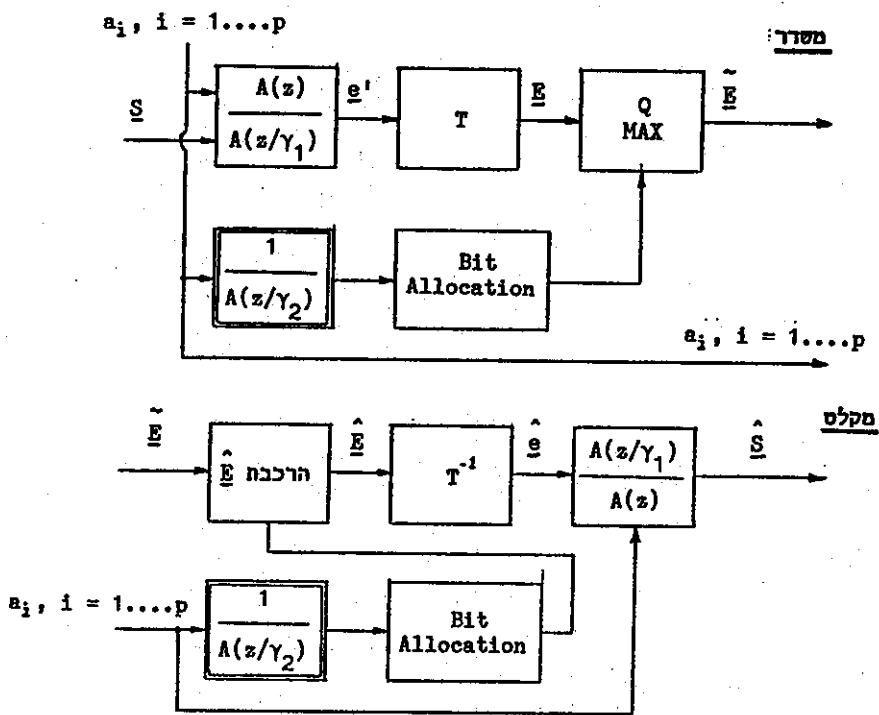 a_i, i = 1....p
משדר:
S
A(z)
A(z/γ₁)
e'
T
E
Q
MAX
Ẽ
1
A(z/γ₂)
Bit
Allocation
a_i, i = 1....p
מקלט
Ẽ
הרכבת Ê
Ê
T⁻¹
ê
A(z/γ₁)
A(z)
Ŝ
a_i, i = 1....p
1
A(z/γ₂)
Bit
Allocation